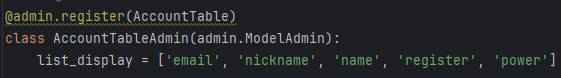 @admin.register(AccountTable)
class AccountTableAdmin(admin.ModelAdmin):
    list_display = ['email', 'nickname', 'name', 'register', 'power']